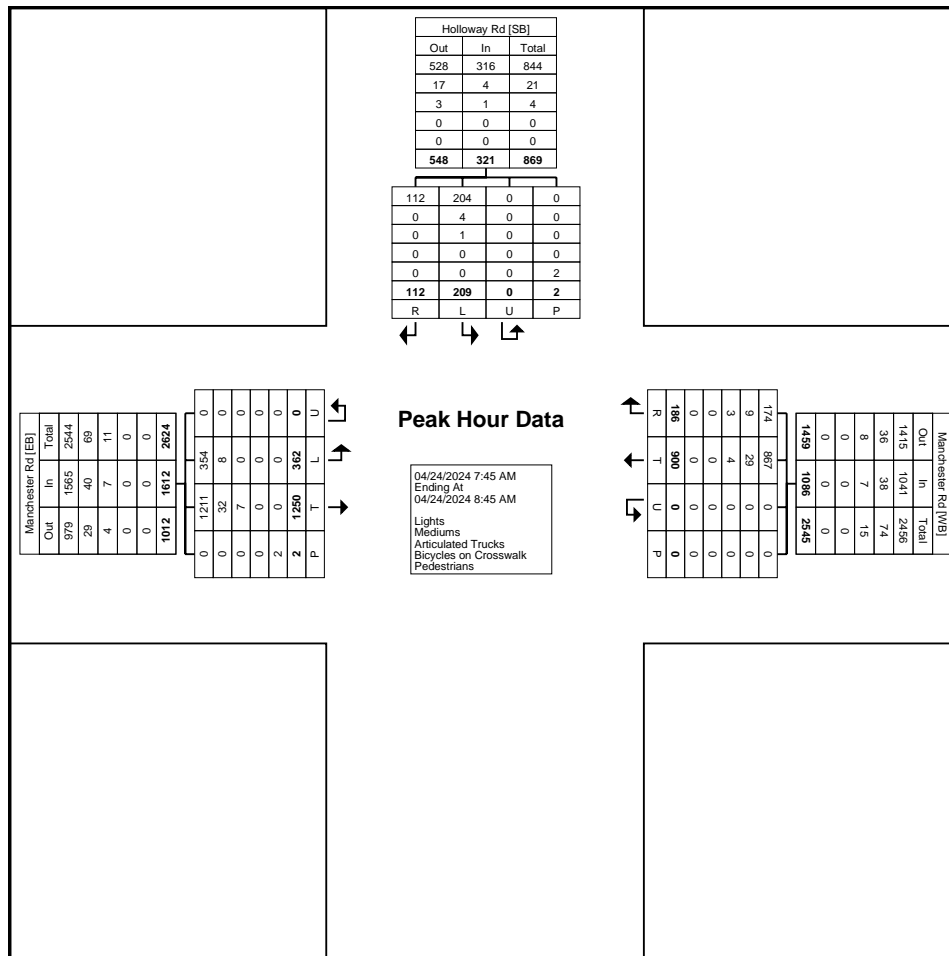 Holloway Rd [SB]
Out In Total
528 316 844
17 4 21
3 1 4
0 0 0
0 0 0
548 321 869
112 204 0 0
0 4 0 0
0 1 0 0
0 0 0 0
0 0 0 2
112 209 0 2
R L U P
Peak Hour Data
04/24/2024 7:45 AM
Ending At
04/24/2024 8:45 AM
Lights
Mediums
Articulated Trucks
Bicycles on Crosswalk
Pedestrians
Manchester Rd [EB]
Out In Total
979 1565 2544
29 40 69
4 7 11
0 0 0
0 0 0
1012 1612 2624
0 354 1211 0
0 8 32 0
0 0 7 0
0 0 0 0
0 0 0 2
0 362 1250 2
U L T P
Manchester Rd [WB]
Out In Total
1415 1041 2456
36 38 74
8 7 15
0 0 0
0 0 0
1459 1086 2545
174 867 0 0
9 29 0 0
3 4 0 0
0 0 0 0
0 0 0 0
186 900 0 0
R T U P